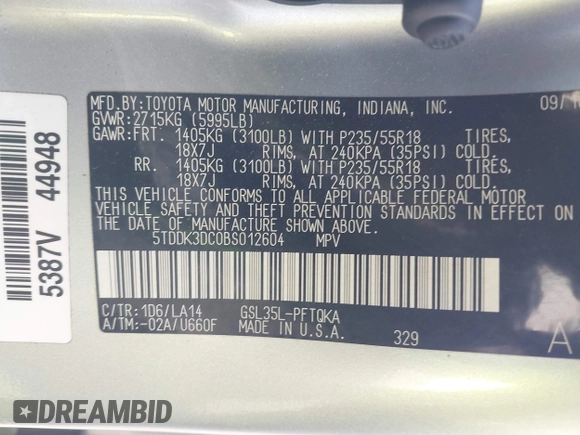 MFD.BY:TOYOTA MOTOR MANUFACTURING, INDIANA, INC. 09/
GVWR:2715KG (5995LB)
GAWR:FRT. 1405KG (3100LB) WITH P235/55R18 TIRES,
18X7J RIMS, AT 240KPA (35PSI) COLD.
RR. 1405KG (3100LB) WITH P235/55R18 TIRES,
18X7J RIMS, AT 240KPA (35PSI) COLD.
THIS VEHICLE CONFORMS TO ALL APPLICABLE FEDERAL MOTOR
VEHICLE SAFETY AND THEFT PREVENTION STANDARDS IN EFFECT ON
THE DATE OF MANUFACTURE SHOWN ABOVE.
5TDDK3DC0BS012604 MPV
C/TR:1D6/LA14 GSL35L-PFTQKA
A/TM:-02A/U660F MADE IN U.S.A.
329
A
5387V 44948
DREAMBID